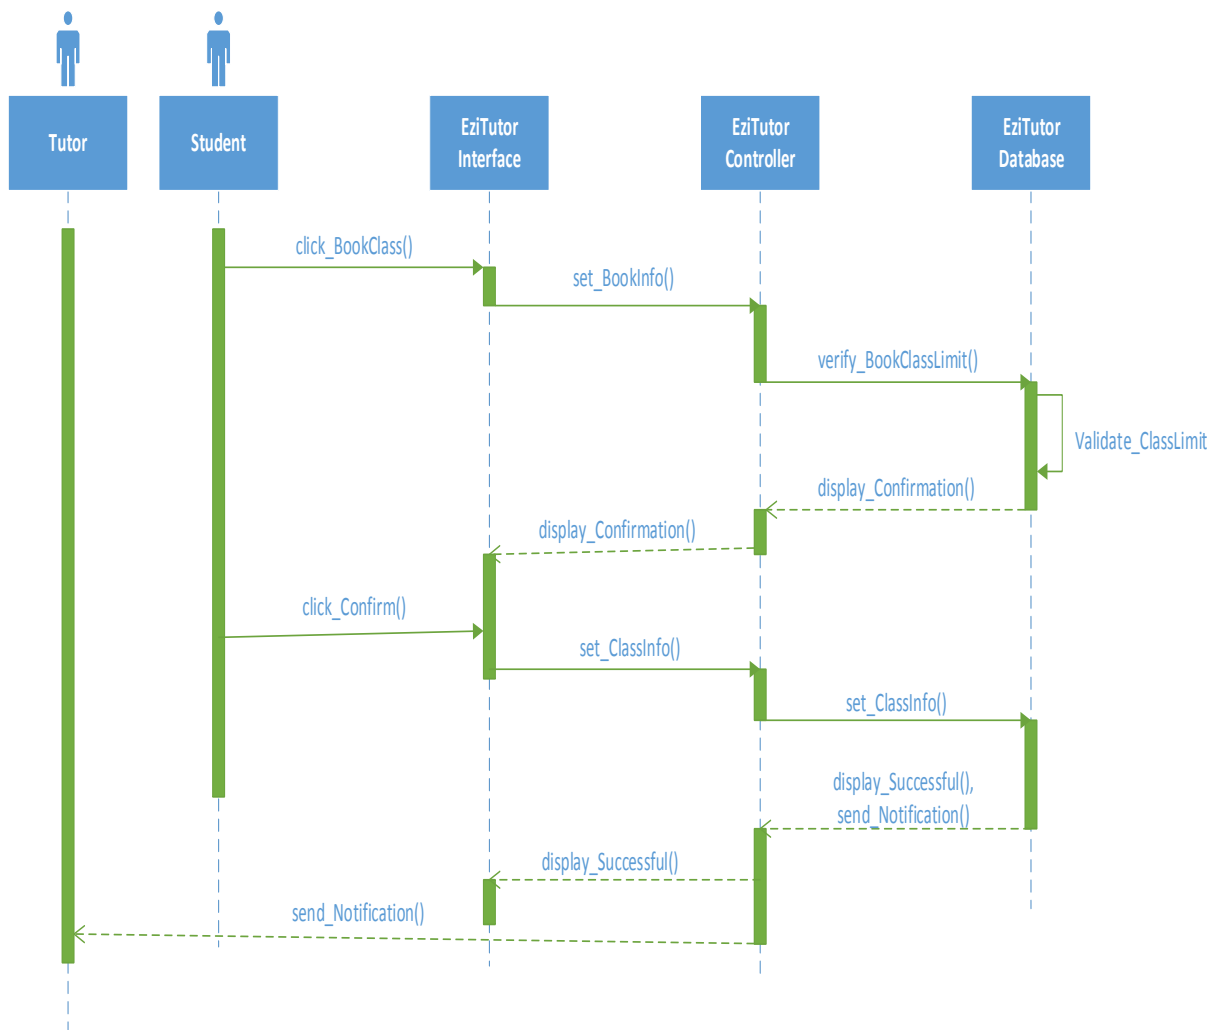 Tutor
Student
EziTutor
Interface
EziTutor
Controller
EziTutor
Database
click_BookClass()
set_BookInfo()
verify_BookClassLimit()
Validate_ClassLimit
display_Confirmation()
display_Confirmation()
click_Confirm()
set_ClassInfo()
set_ClassInfo()
display_Successful(),
send_Notification()
display_Successful()
send_Notification()